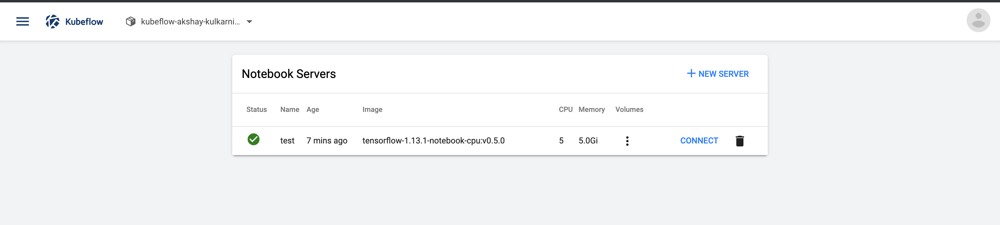 Kubeflow kubeflow-akshay-kulkarni...
Notebook Servers NEW SERVER
Status Name Age Image CPU Memory Volumes
test 7 mins ago tensorflow-1.13.1-notebook-cpu:v0.5.0 5 5.0Gi CONNECT